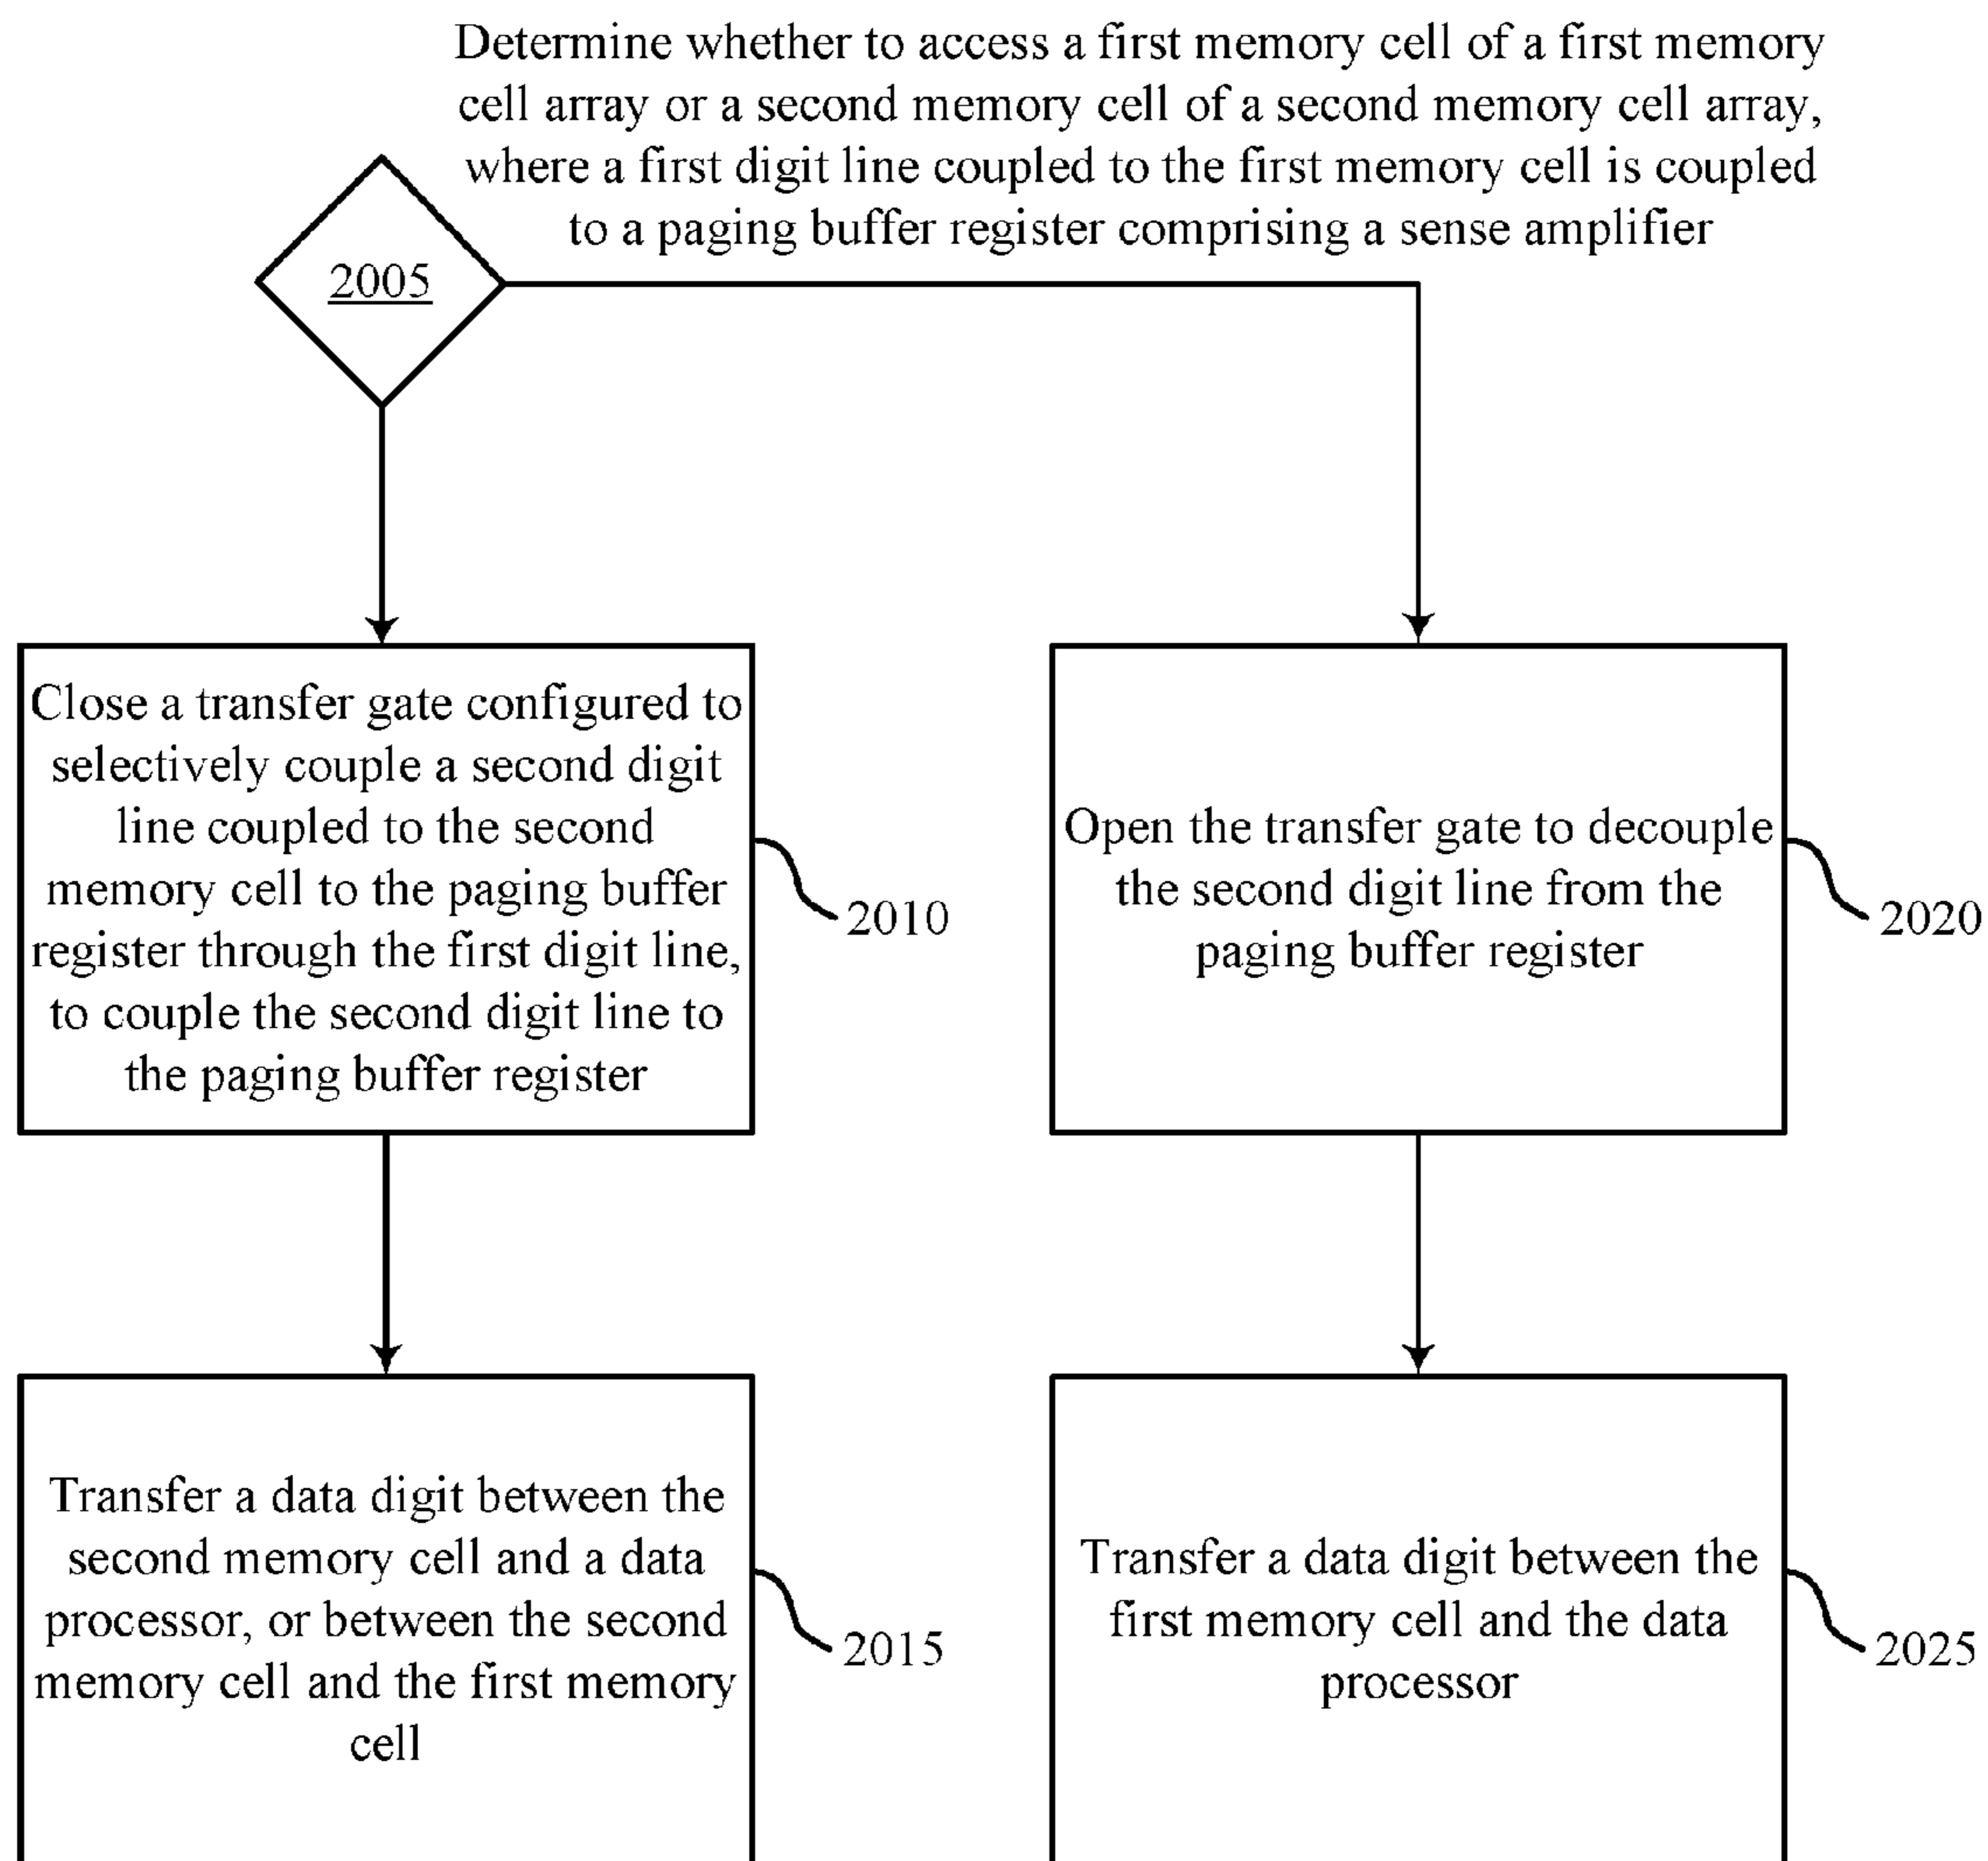 Determine whether to access a first memory
cell array or a second memory cell of a second memory cell array,
where a first digit line coupled to the first memory cell is coupled
to a paging buffer register comprising a sense amplifier
2005
Close a transfer gate configured to
selectively couple a second digit
line coupled to the second
memory cell to the paging buffer
register through the first digit line,
to couple the second digit line to
the paging buffer register
2010
Open the transfer gate to decouple
the second digit line from the
paging buffer register
2020
Transfer a data digit between the
second memory cell and a data
processor, or between the second
memory cell and the first memory
cell
2015
Transfer a data digit between the
first memory cell and the data
processor
2025